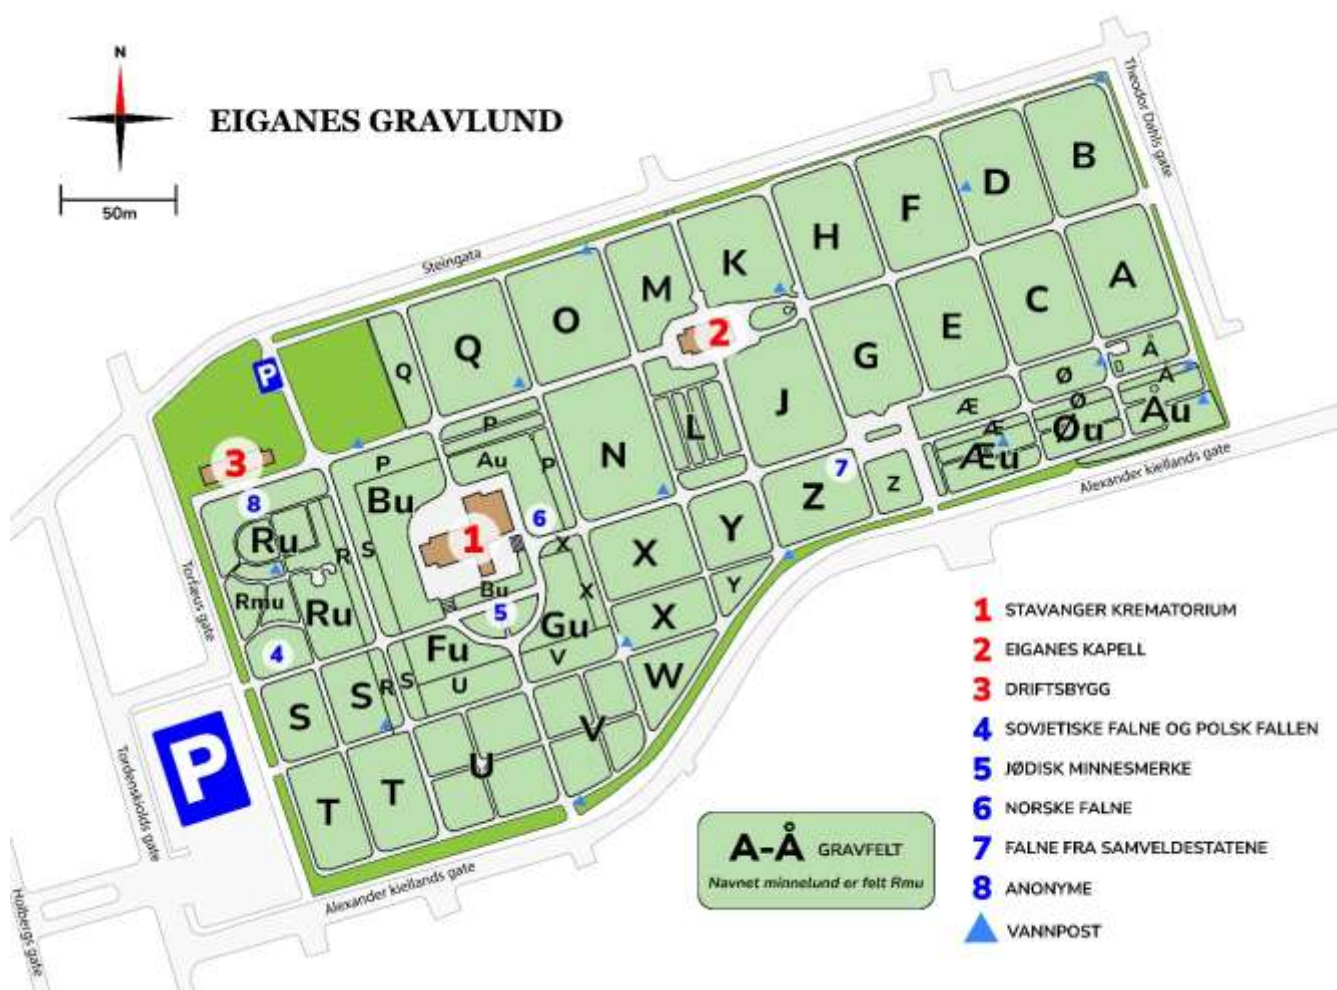 N
EIGANES GRAVLUND
50m
Theodor Dahls gate
Steingata
B
D
F
H
K
M
O
Q
Q
A
C
E
G
J
L
N
2
P
3
8
Å
Å
Åu
Ø
Ø
Øu
Æ
Æ
Æu
Alexander kiellands gate
P
P
P
Au
Bu
1
6
Bu
5
7
Z
Z
Y
Y
X
X
X
X
W
Ru
Ru
Rmu
R
S
4
Torfæus gate
Fu
Gu
V
U
S
S
R
S
T
T
U
V
P
Tordenskiolds gate
Holbergs gate
Alexander kiellands gate
A-Å GRAVFELT
Navnet minnelund er felt Rmu
1 STAVANGER KREMATORIUM
2 EIGANES KAPELL
3 DRIFTSBYGG
4 SOVJETISKE FALNE OG POLSK FALLEN
5 JØDISK MINNESMERKE
6 NORSKE FALNE
7 FALNE FRA SAMVELDESTATENE
8 ANONYME
VANNPOST